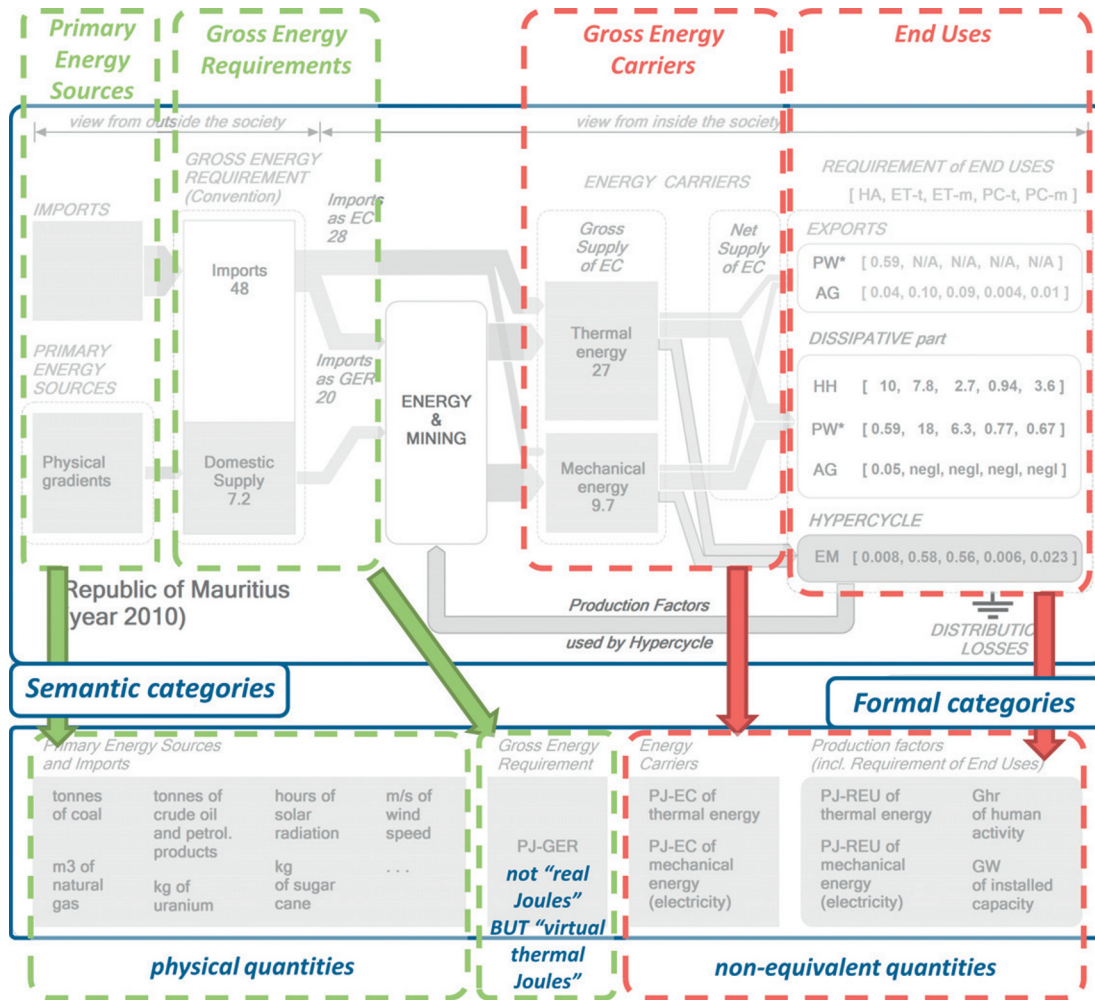 Primary
Energy
Sources
Gross Energy
Requirements
Gross Energy
Carriers
End Uses
view from outside the society
view from inside the society
GROSS ENERGY
REQUIREMENT
(Convention)
IMPORTS
Imports
as EC
28
Imports
48
PRIMARY
ENERGY
SOURCES
Imports
as GER
20
Physical
gradients
Domestic
Supply
7.2
ENERGY
&
MINING
ENERGY CARRIERS
Gross
Supply
of EC
Net
Supply
of EC
Thermal
energy
27
Mechanical
energy
9.7
REQUIREMENT of END USES
[ HA, ET-t, ET-m, PC-t, PC-m ]
EXPORTS
PW* [ 0.59, N/A, N/A, N/A, N/A ]
AG [ 0.04, 0.10, 0.09, 0.004, 0.01 ]
DISSIPATIVE part
HH [ 10, 7.8, 2.7, 0.94, 3.6 ]
PW* [ 0.59, 18, 6.3, 0.77, 0.67 ]
AG [ 0.05, negl, negl, negl, negl ]
HYPERCYCLE
EM [ 0.008, 0.58, 0.56, 0.006, 0.023 ]
Republic of Mauritius
(year 2010)
Production Factors
used by Hypercycle
DISTRIBUTIO
LOSSES
Semantic categories
Formal categories
Primary Energy Sources
and Imports
tonnes
of coal
tonnes of
crude oil
and petrol.
products
hours of
solar
radiation
m/s of
wind
speed
m3 of
natural
gas
kg of
uranium
kg
of sugar
cane
. . .
physical quantities
Gross Energy
Requirement
PJ-GER
not “real
Joules”
BUT “virtual
thermal
Joules”
Energy
Carriers
PJ-EC of
thermal energy
PJ-EC of
mechanical
energy
(electricity)
Production factors
(incl. Requirement of End Uses)
PJ-REU of
thermal energy
PJ-REU of
mechanical
energy
(electricity)
Ghr
of human
activity
GW
of installed
capacity
non-equivalent quantities